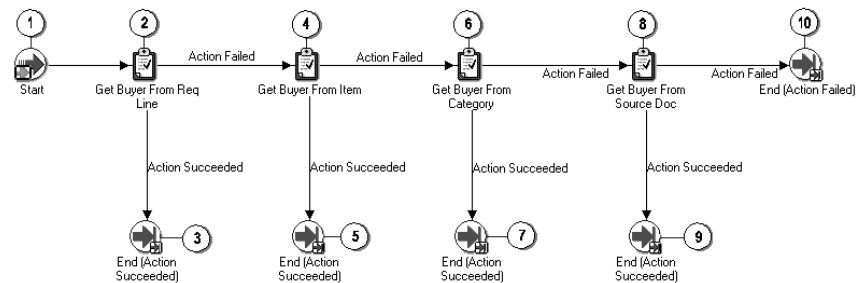 1
2
4
6
8
10
Action Failed
Action Failed
Action Failed
Action Failed
Start
Get Buyer From Req
Line
Get Buyer From Item
Get Buyer From
Category
Get Buyer From
Source Doc
End (Action Failed)
Action Succeeded
Action Succeeded
Action Succeeded
Action Succeeded
3
5
7
9
End (Action
Succeeded)
End (Action
Succeeded)
End (Action
Succeeded)
End (Action
Succeeded)